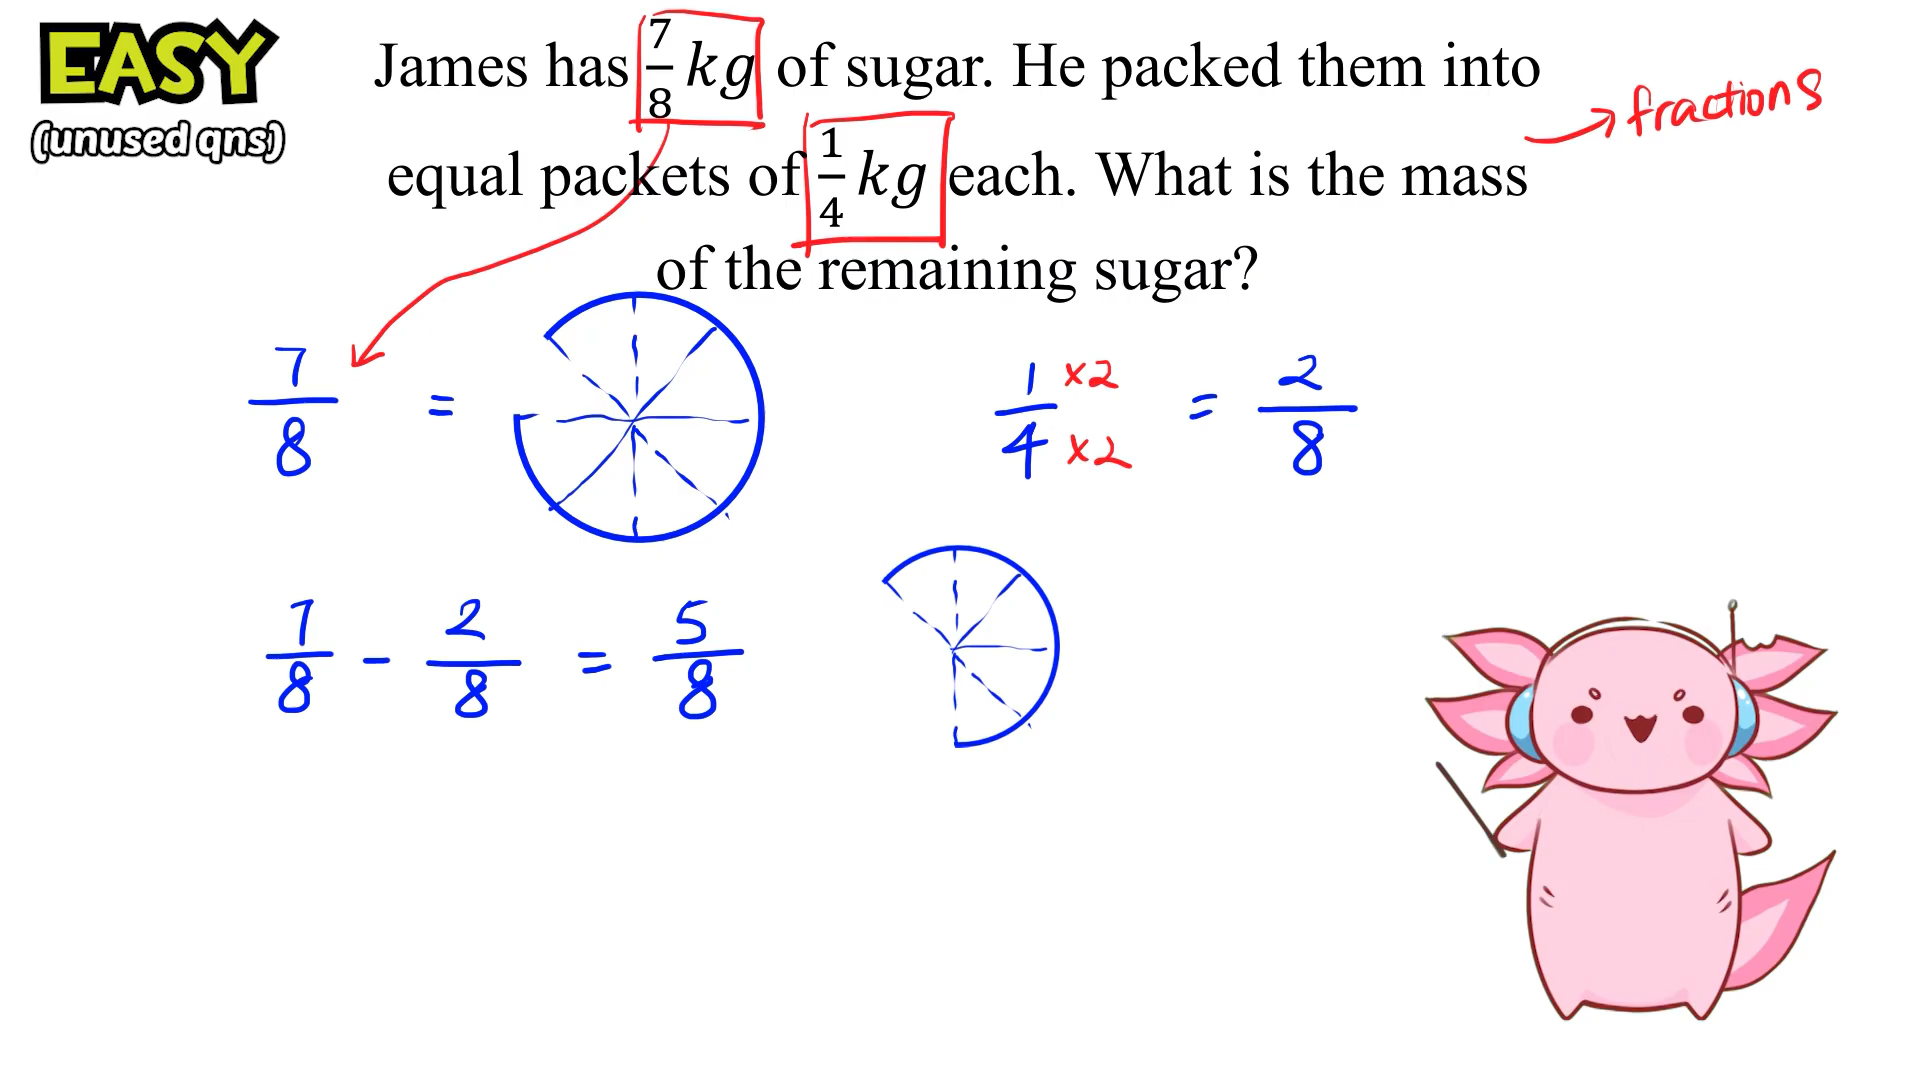 EASY
(unused qns)
James has 7/8 kg of sugar. He packed them into
equal packets of 1/4 kg each. What is the mass
of the remaining sugar?
fractions
7/8 =
1/4 ×2 ×2 = 2/8
7/8 - 2/8 = 5/8